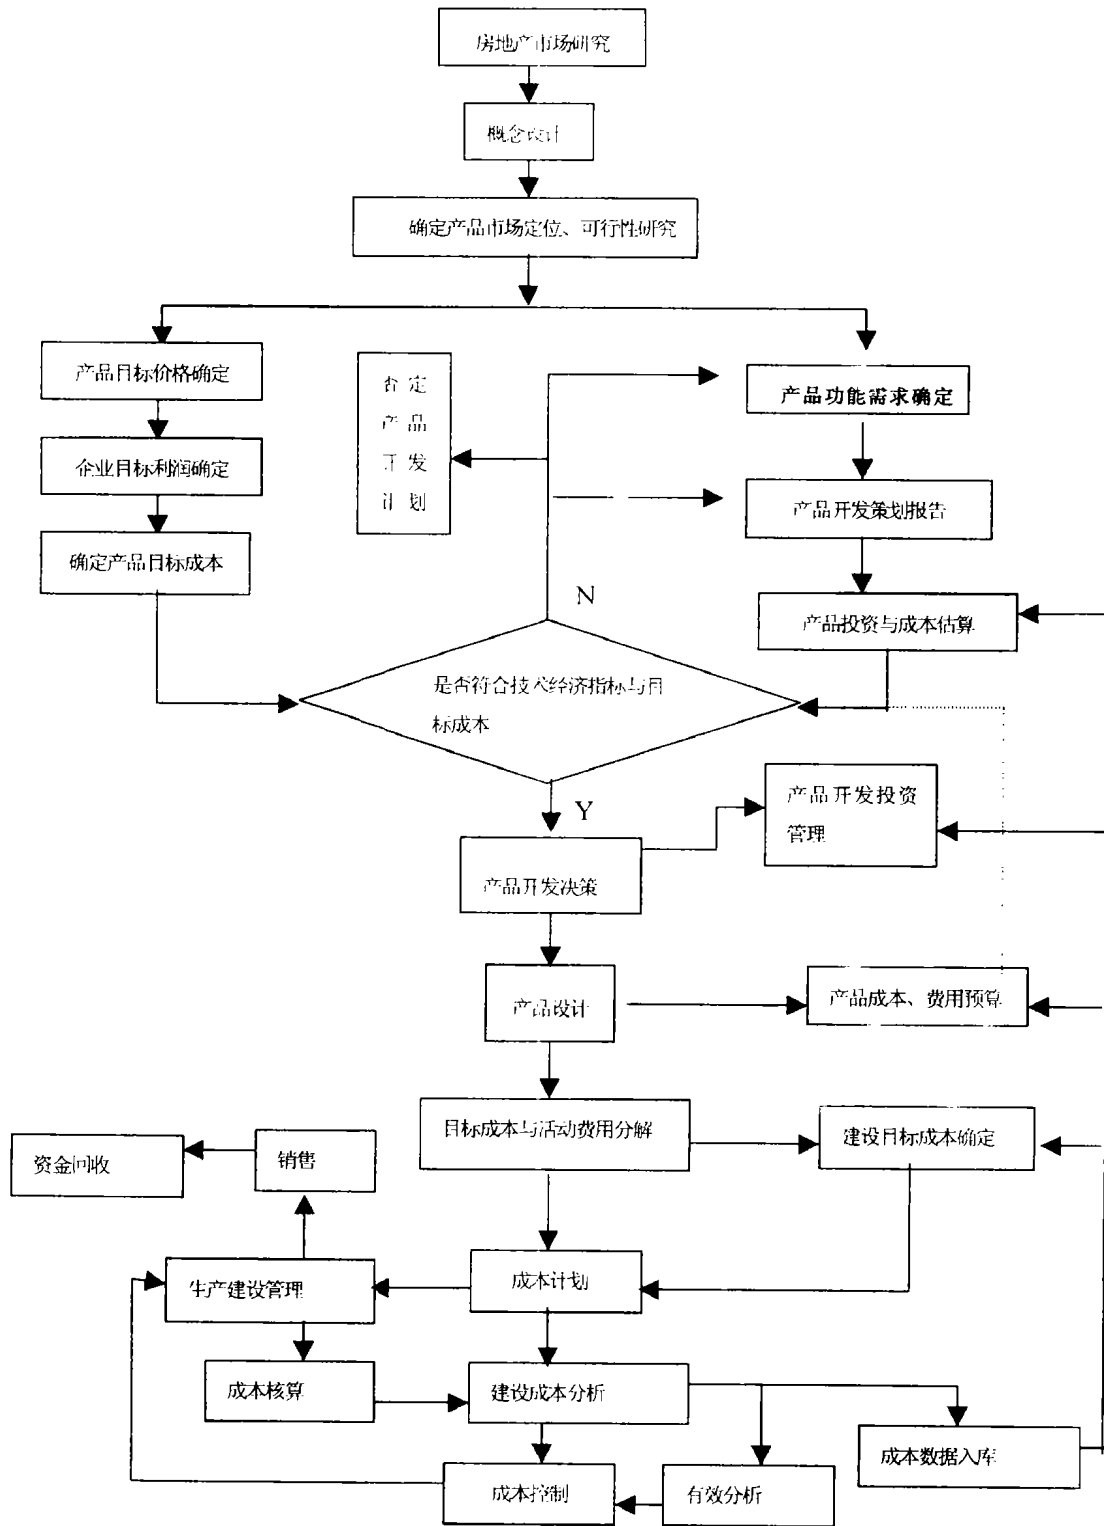 房地产市场研究
概念设计
确定产品市场定位、可行性研究
产品目标价格确定
否定
产品
开发
计划
产品功能需求确定
企业目标利润确定
产品开发策划报告
确定产品目标成本
N
产品投资与成本估算
是否符合技术经济指标与目
标成本
Y
产品开发投资
管理
产品开发决策
产品设计
产品成本、费用预算
目标成本与活动费用分解
建设目标成本确定
资金回收
销售
生产建设管理
成本计划
成本核算
建设成本分析
成本数据入库
成本控制
有效分析